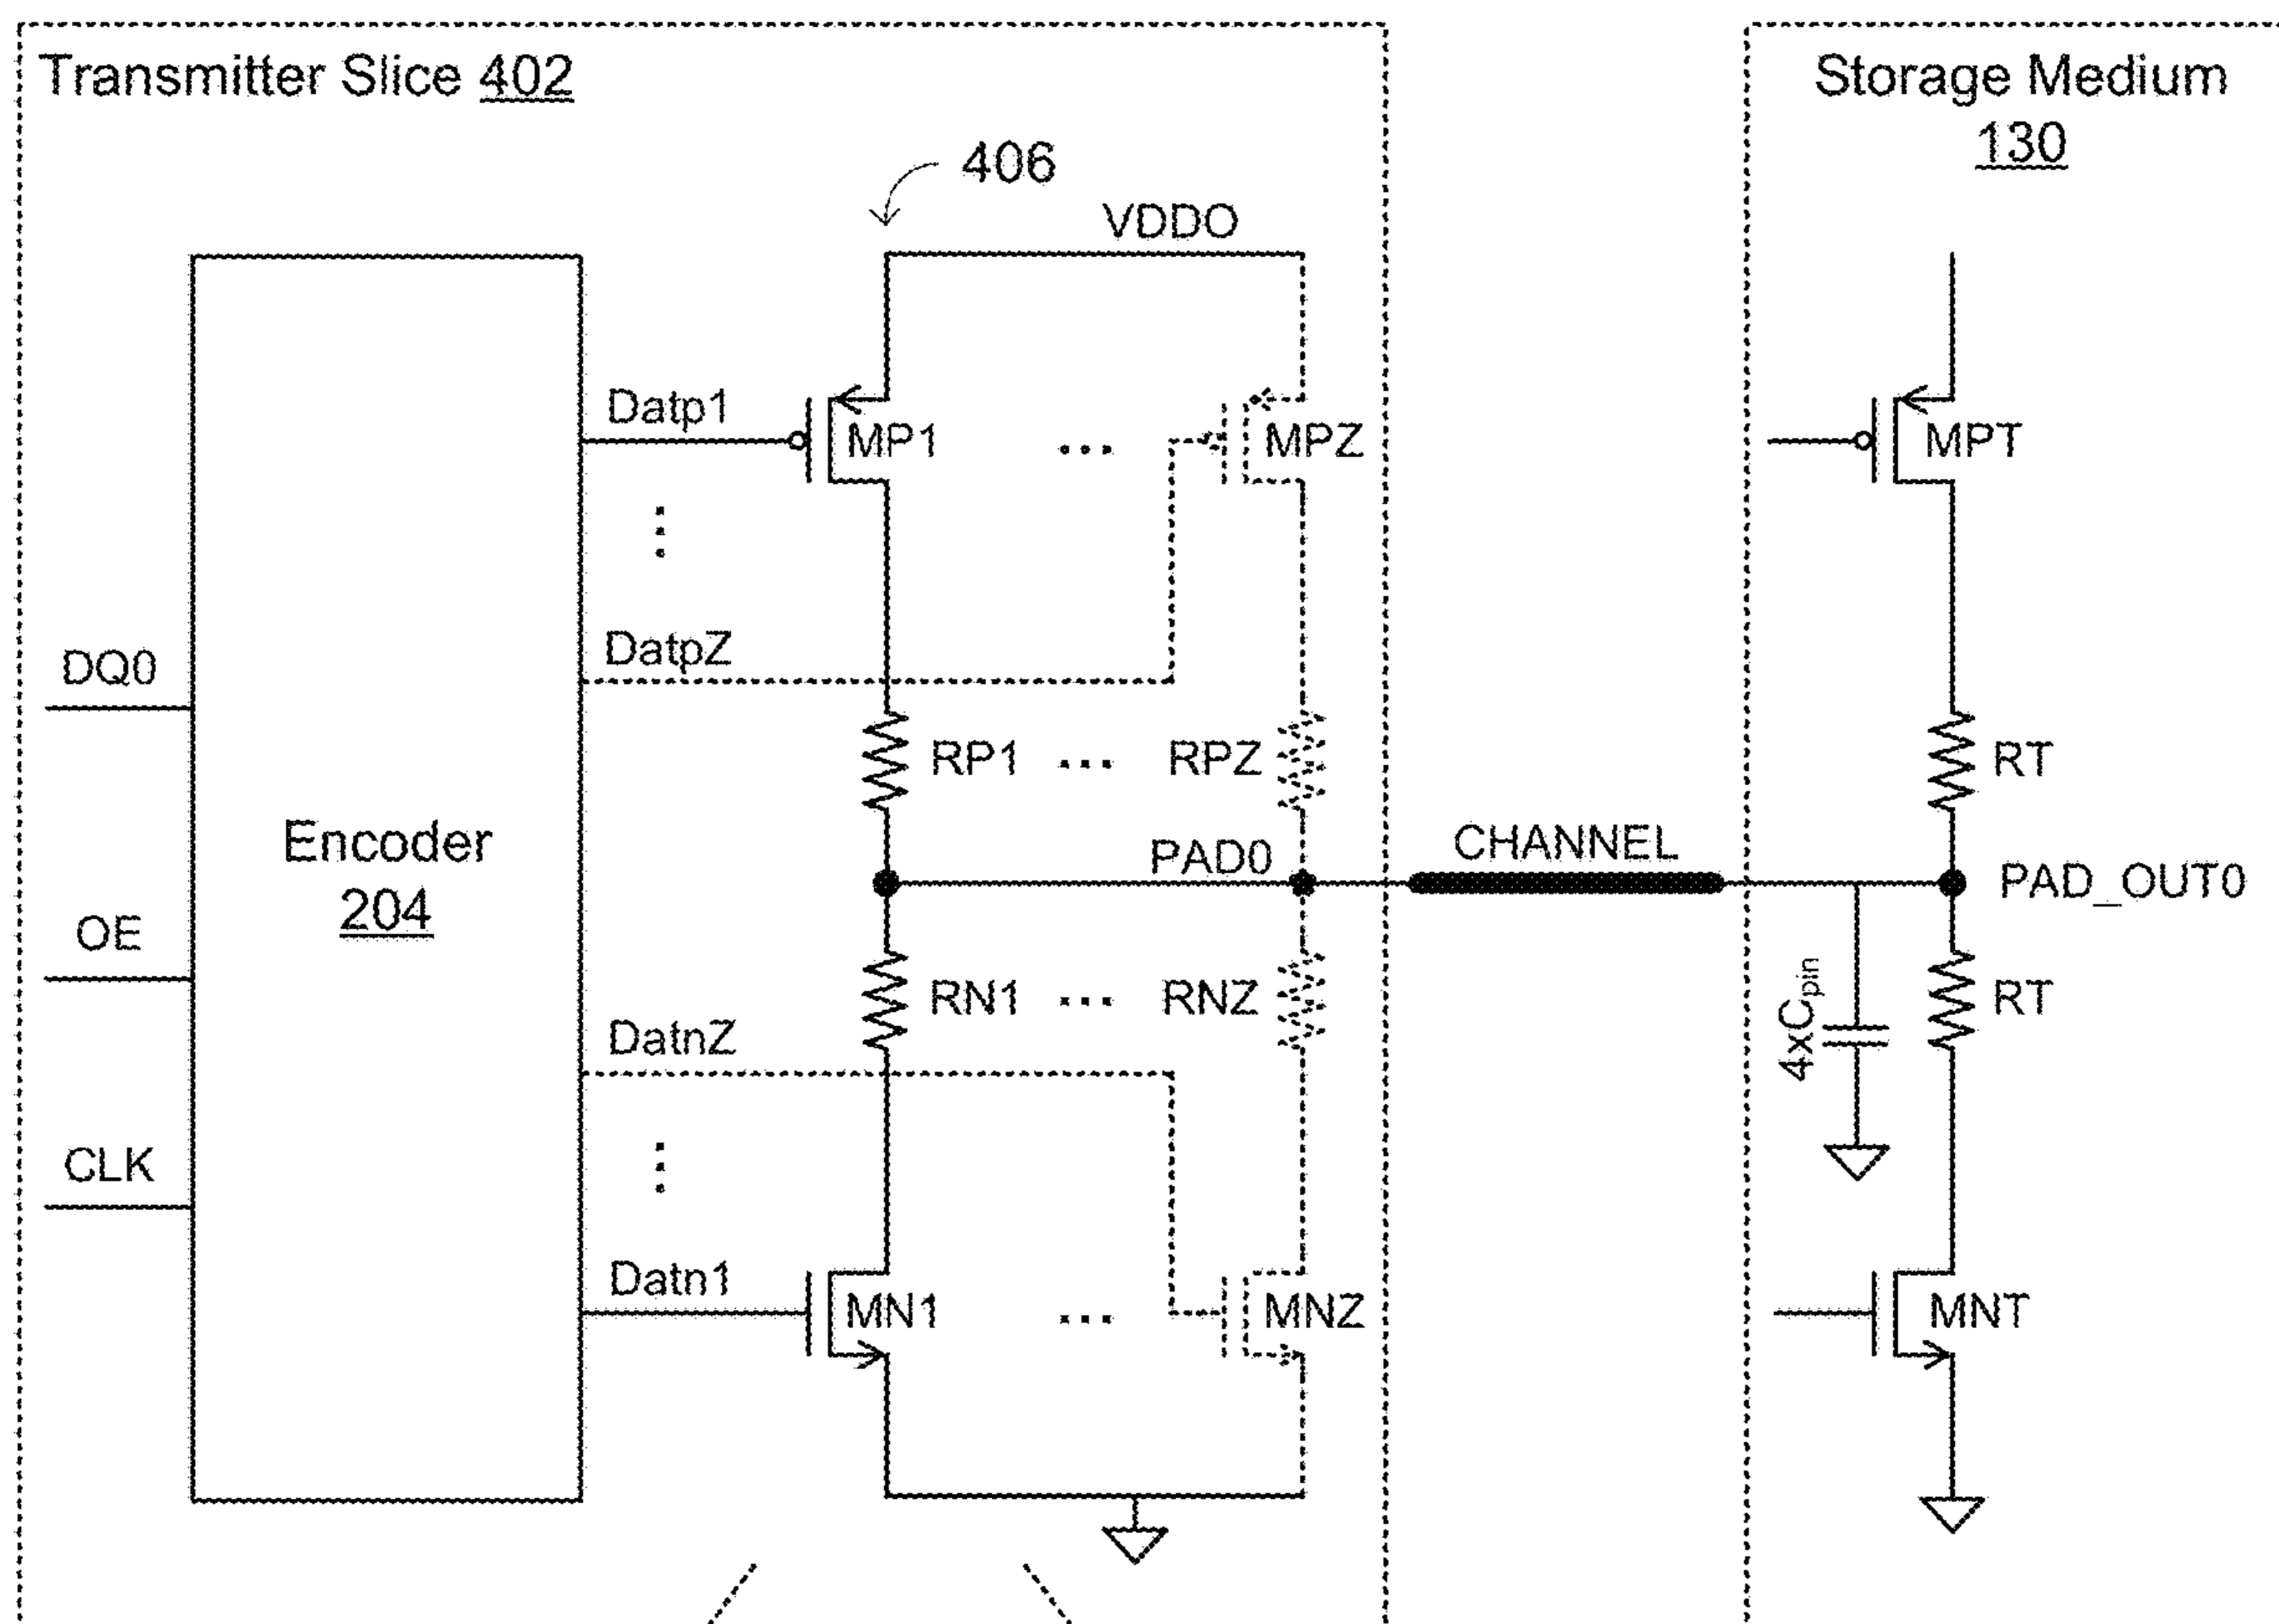 Transmitter Slice 402
Storage Medium
130
406
VDDO
Datp1
MP1
...
MPZ
MPT
DatpZ
DQ0
RP1 ... RPZ
RT
Encoder
204
PAD0
CHANNEL
PAD_OUT0
OE
RN1 ... RNZ
4xCpin
RT
DatnZ
CLK
Datn1
MN1
...
MNZ
MNT